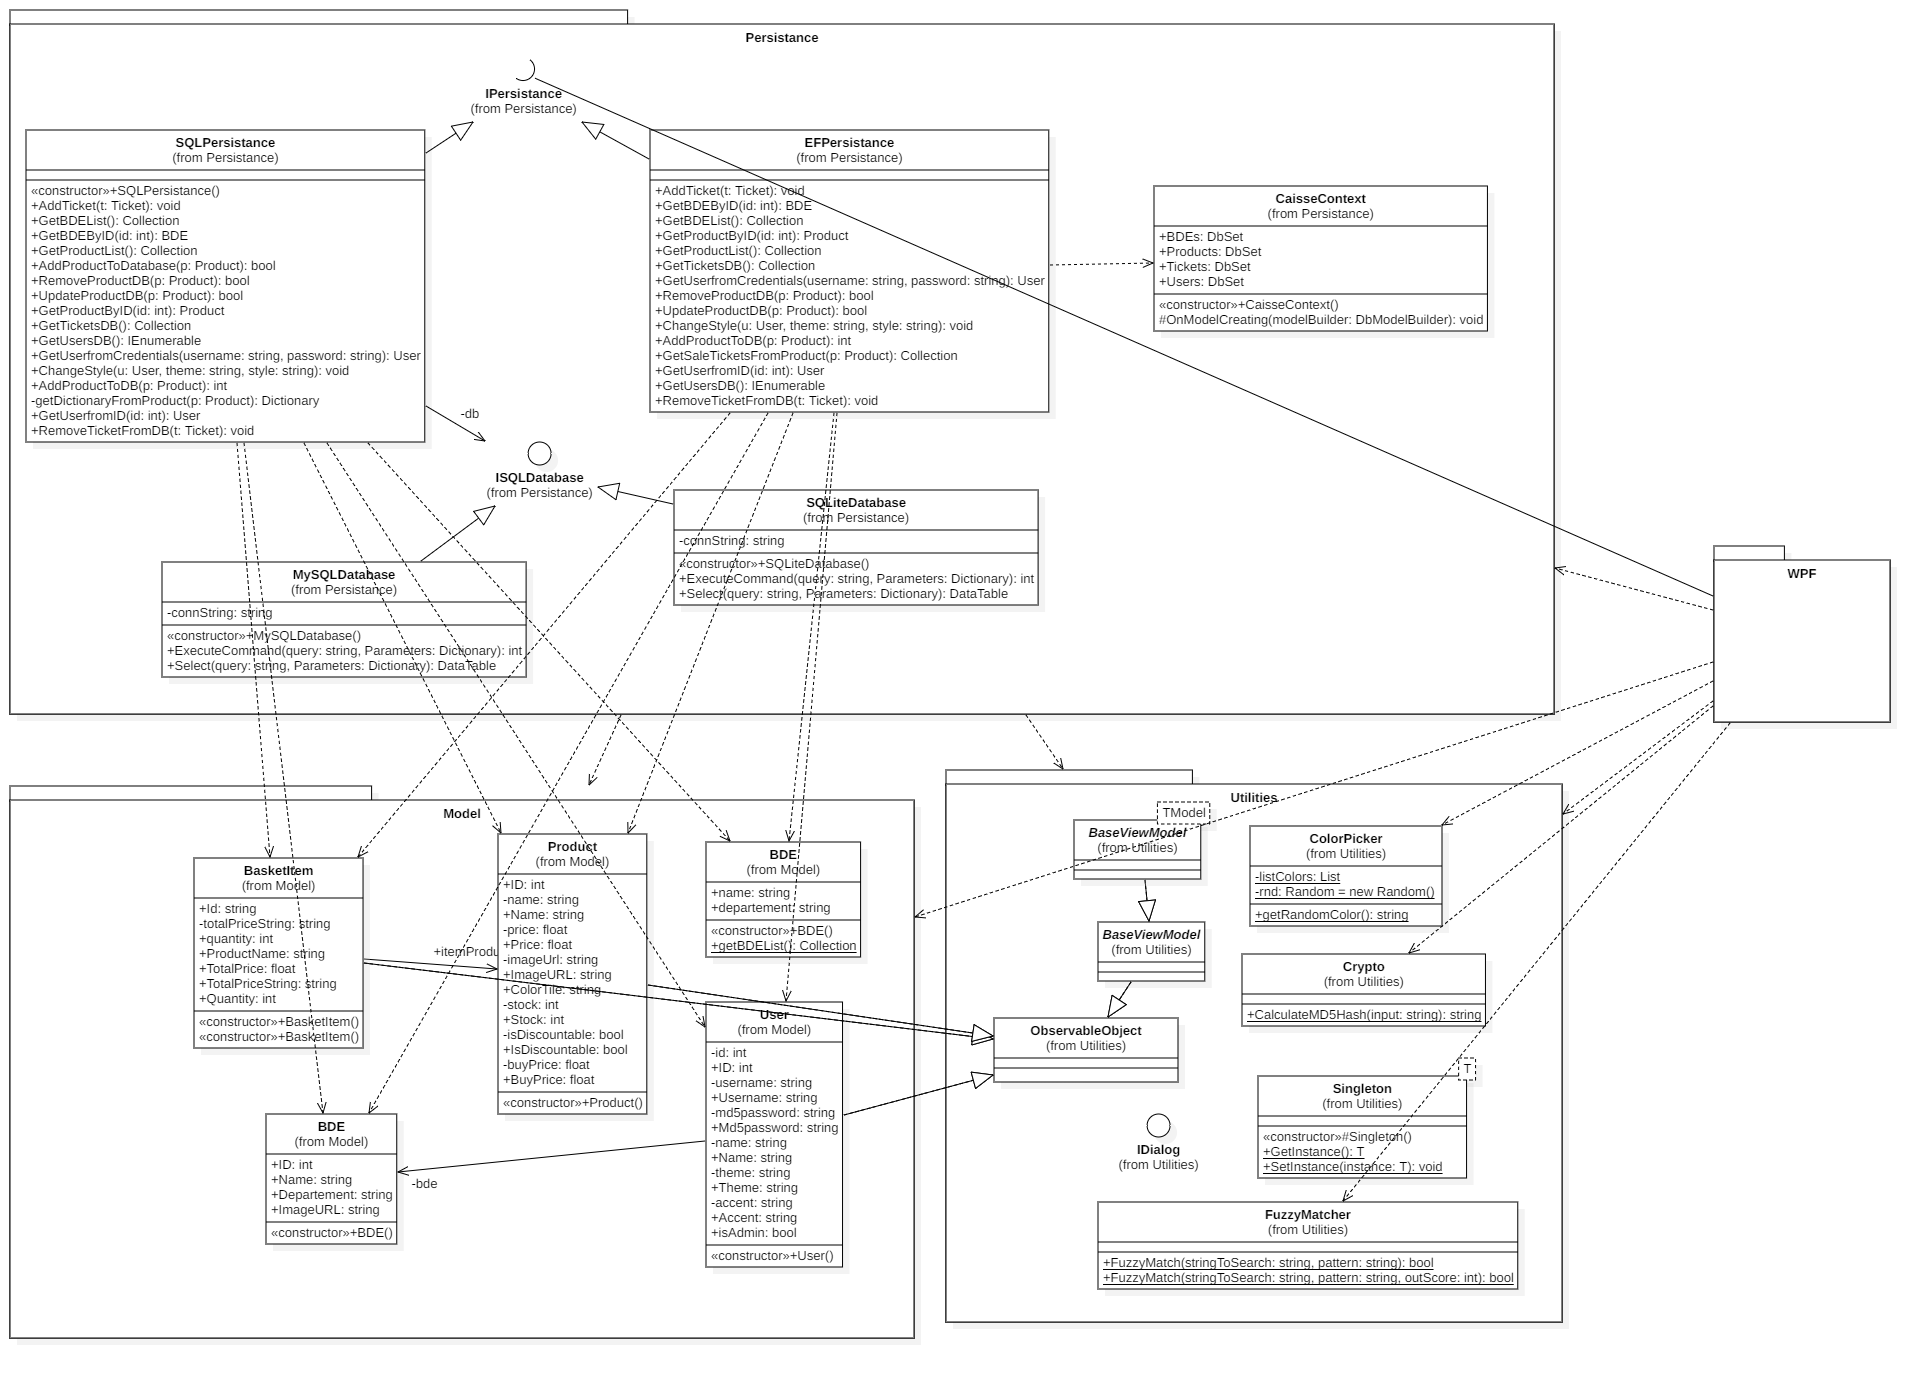 Persistance
IPersistance
(from Persistance)
SQLPersistance
(from Persistance)
«constructor»+SQLPersistance()
+AddTicket(t: Ticket): void
+GetBDEList(): Collection
+GetBDEByID(id: int): BDE
+GetProductList(): Collection
+AddProductToDatabase(p: Product): bool
+RemoveProductDB(p: Product): bool
+UpdateProductDB(p: Product): bool
+GetProductByID(id: int): Product
+GetTicketsDB(): Collection
+GetUsersDB(): IEnumerable
+GetUserfromCredentials(username: string, password: string): User
+ChangeStyle(u: User, theme: string, style: string): void
+AddProductToDB(p: Product): int
-getDictionaryFromProduct(p: Product): Dictionary
+GetUserfromID(id: int): User
+RemoveTicketFromDB(t: Ticket): void
EFPersistance
(from Persistance)
+AddTicket(t: Ticket): void
+GetBDEByID(id: int): BDE
+GetBDEList(): Collection
+GetProductByID(id: int): Product
+GetProductList(): Collection
+GetTicketsDB(): Collection
+GetUserfromCredentials(username: string, password: string): User
+RemoveProductDB(p: Product): bool
+UpdateProductDB(p: Product): bool
+ChangeStyle(u: User, theme: string, style: string): void
+AddProductToDB(p: Product): int
+GetSaleTicketsFromProduct(p: Product): Collection
+GetUserfromID(id: int): User
+GetUsersDB(): IEnumerable
+RemoveTicketFromDB(t: Ticket): void
CaisseContext
(from Persistance)
+BDEs: DbSet
+Products: DbSet
+Tickets: DbSet
+Users: DbSet
«constructor»+CaisseContext()
#OnModelCreating(modelBuilder: DbModelBuilder): void
-db
ISQLDatabase
(from Persistance)
SQLiteDatabase
(from Persistance)
-connString: string
«constructor»+SQLiteDatabase()
+ExecuteCommand(query: string, Parameters: Dictionary): int
+Select(query: string, Parameters: Dictionary): DataTable
MySQLDatabase
(from Persistance)
-connString: string
«constructor»+MySQLDatabase()
+ExecuteCommand(query: string, Parameters: Dictionary): int
+Select(query: string, Parameters: Dictionary): DataTable
WPF
Model
BasketItem
(from Model)
+Id: string
-totalPriceString: string
+quantity: int
+ProductName: string
+TotalPrice: float
+TotalPriceString: string
+Quantity: int
«constructor»+BasketItem()
«constructor»+BasketItem()
+itemProdu
Product
(from Model)
+ID: int
-name: string
+Name: string
-price: float
+Price: float
-imageUrl: string
+ImageURL: string
+ColorTile: string
-stock: int
+Stock: int
-isDiscountable: bool
+IsDiscountable: bool
-buyPrice: float
+BuyPrice: float
«constructor»+Product()
BDE
(from Model)
+name: string
+departement: string
«constructor»+BDE()
+getBDEList(): Collection
User
(from Model)
-id: int
+ID: int
-username: string
+Username: string
-md5password: string
+Md5password: string
-name: string
+Name: string
-theme: string
+Theme: string
-accent: string
+Accent: string
+isAdmin: bool
«constructor»+User()
BDE
(from Model)
+ID: int
+Name: string
+Departement: string
+ImageURL: string
«constructor»+BDE()
-bde
Utilities
TModel
BaseViewModel
(from Utilities)
BaseViewModel
(from Utilities)
ObservableObject
(from Utilities)
IDialog
(from Utilities)
ColorPicker
(from Utilities)
-listColors: List
-rnd: Random = new Random()
+getRandomColor(): string
Crypto
(from Utilities)
+CalculateMD5Hash(input: string): string
T
Singleton
(from Utilities)
«constructor»#Singleton()
+GetInstance(): T
+SetInstance(instance: T): void
FuzzyMatcher
(from Utilities)
+FuzzyMatch(stringToSearch: string, pattern: string): bool
+FuzzyMatch(stringToSearch: string, pattern: string, outScore: int): bool